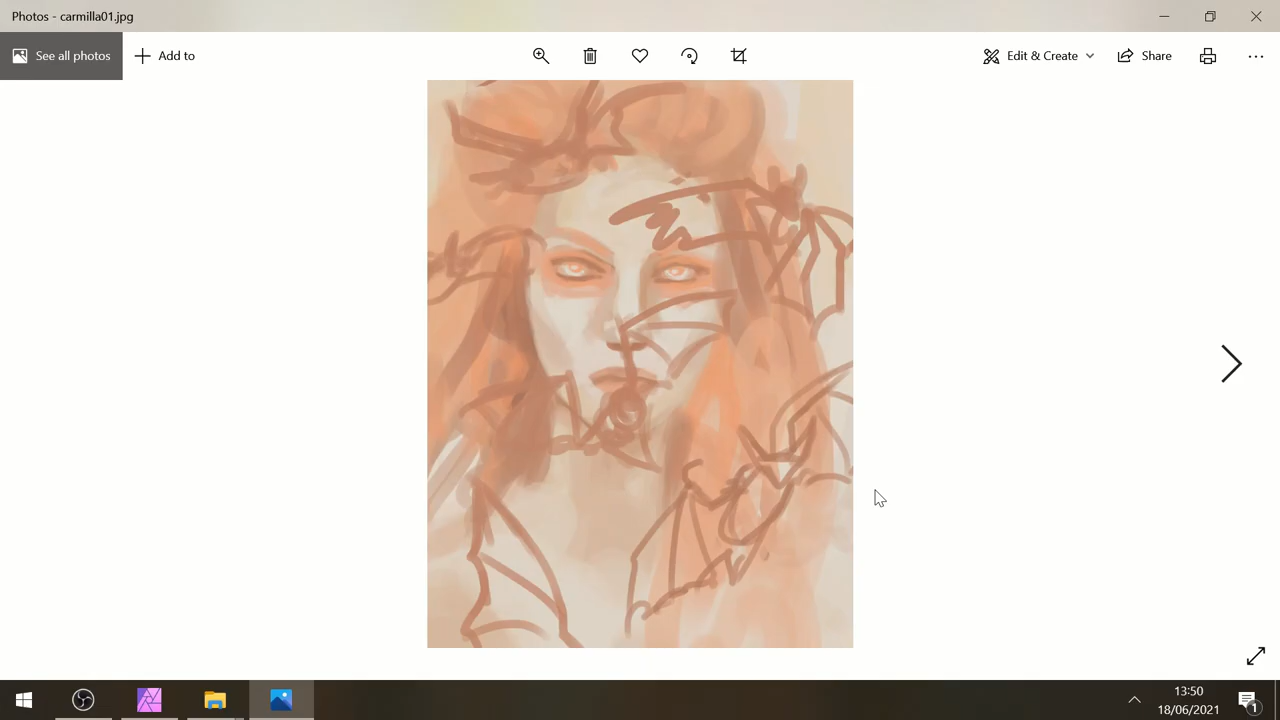 Photos - carmilla01.jpg
See all photos
Add to
Edit & Create
Share
13:50
18/06/2021
1